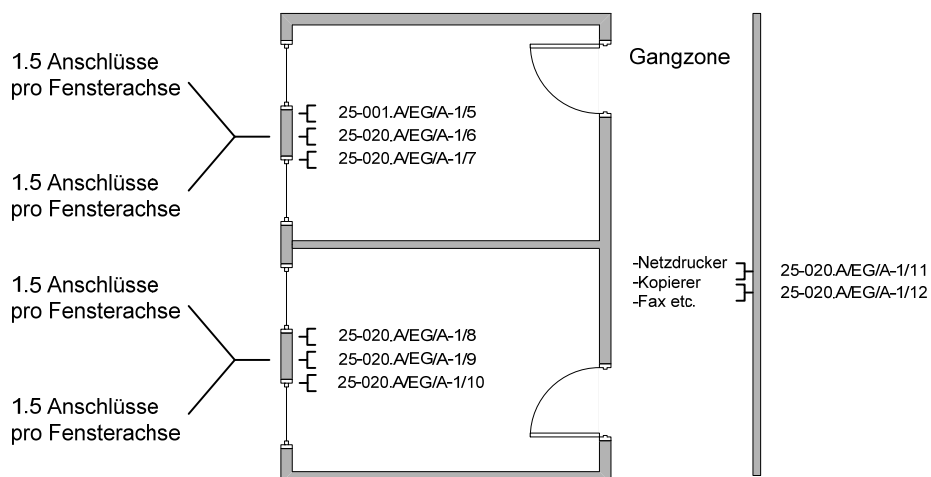 1.5 Anschlüsse
pro Fensterachse
1.5 Anschlüsse
pro Fensterachse
25-001.A/EG/A-1/5
25-020.A/EG/A-1/6
25-020.A/EG/A-1/7
Gangzone
1.5 Anschlüsse
pro Fensterachse
1.5 Anschlüsse
pro Fensterachse
25-020.A/EG/A-1/8
25-020.A/EG/A-1/9
25-020.A/EG/A-1/10
-Netzdrucker
-Kopierer
-Fax etc.
25-020.A/EG/A-1/11
25-020.A/EG/A-1/12